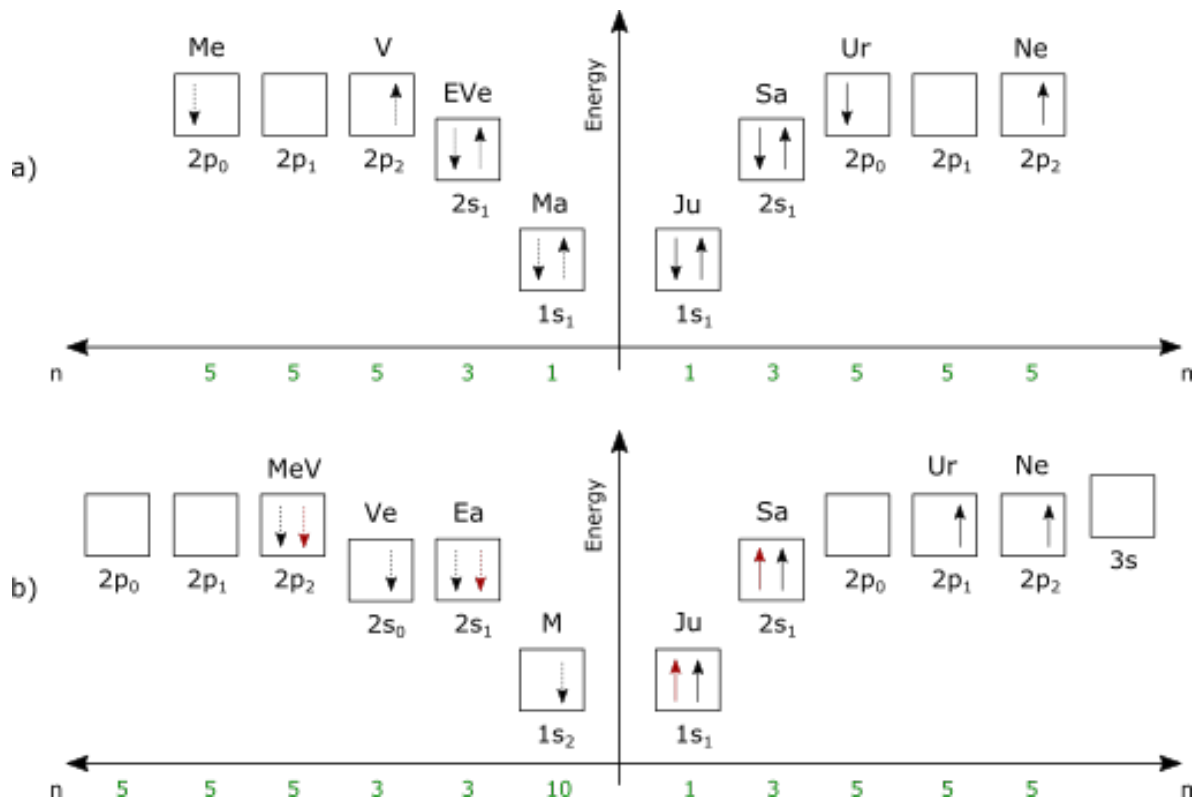 Me V Ur Ne
EVe Sa
Energy
2p₀ 2p₁ 2p₂ 2p₀ 2p₁ 2p₂
a)
2s₁ 2s₁
Ma Ju
1s₁ 1s₁
n 5 5 5 3 1 1 3 5 5 5 n
MeV Ur Ne
Ve Ea Sa
Energy
3s
2p₀ 2p₁ 2p₂ 2p₀ 2p₁ 2p₂
b)
2s₀ 2s₁ 2s₁
M Ju
1s₂ 1s₁
n 5 5 5 3 3 10 1 3 5 5 5 n